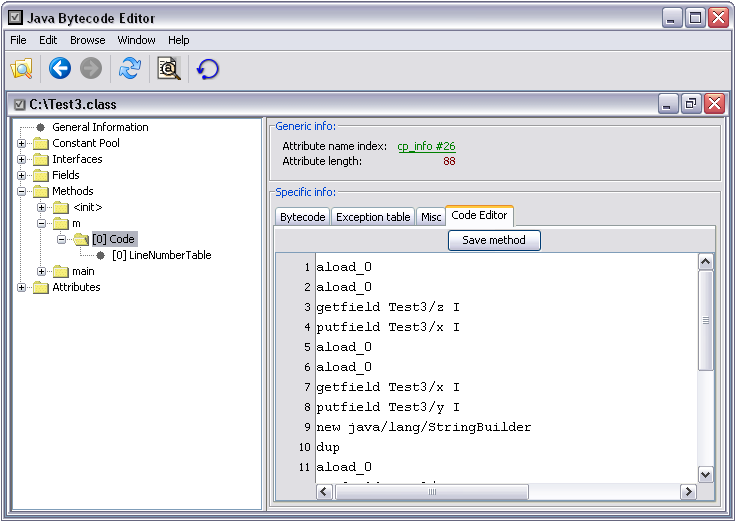 Java Bytecode Editor
File Edit Browse Window Help
C:\Test3.class
General Information
Constant Pool
Interfaces
Fields
Methods
<init>
m
[0] Code
[0] LineNumberTable
main
Attributes
Generic info:
Attribute name index: cp_info #26
Attribute length: 88
Specific info:
Bytecode Exception table Misc Code Editor
Save method
1 aload_0
2 aload_0
3 getfield Test3/z I
4 putfield Test3/x I
5 aload_0
6 aload_0
7 getfield Test3/x I
8 putfield Test3/y I
9 new java/lang/StringBuilder
10 dup
11 aload_0